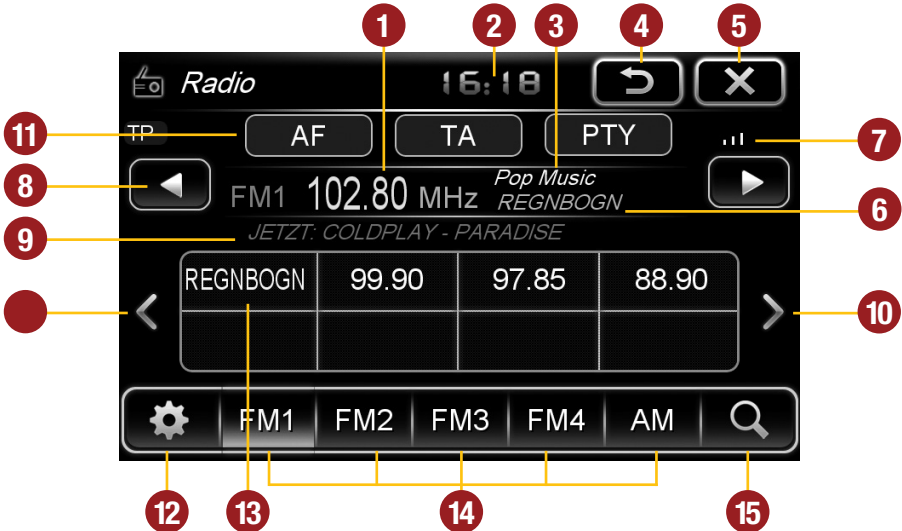 1 2 3 4 5
Radio 16:18
11 TP AF TA PTY 7
8 FM1 102.80 MHz Pop Music
REGNBOGN 6
9 JETZT: COLDPLAY - PARADISE
REGNBOGN 99.90 97.85 88.90
10
FM1 FM2 FM3 FM4 AM
12 13 14 15